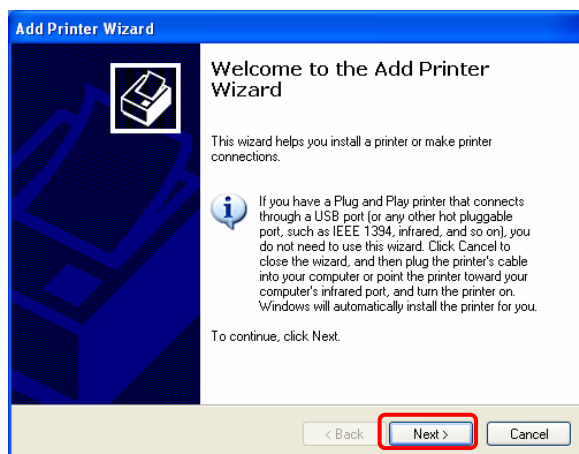 Add Printer Wizard
Welcome to the Add Printer
Wizard
This wizard helps you install a printer or make printer
connections.
If you have a Plug and Play printer that connects
through a USB port (or any other hot pluggable
port, such as IEEE 1394, infrared, and so on), you
do not need to use this wizard. Click Cancel to
close the wizard, and then plug the printer's cable
into your computer or point the printer toward your
computer's infrared port, and turn the printer on.
Windows will automatically install the printer for you.
To continue, click Next.
< Back Next > Cancel